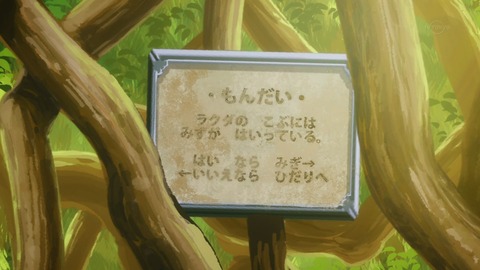 ・もんだい・
ラクダの こぶには
みずが はいっている。
はい なら みぎ→
←いいえなら ひだりへ